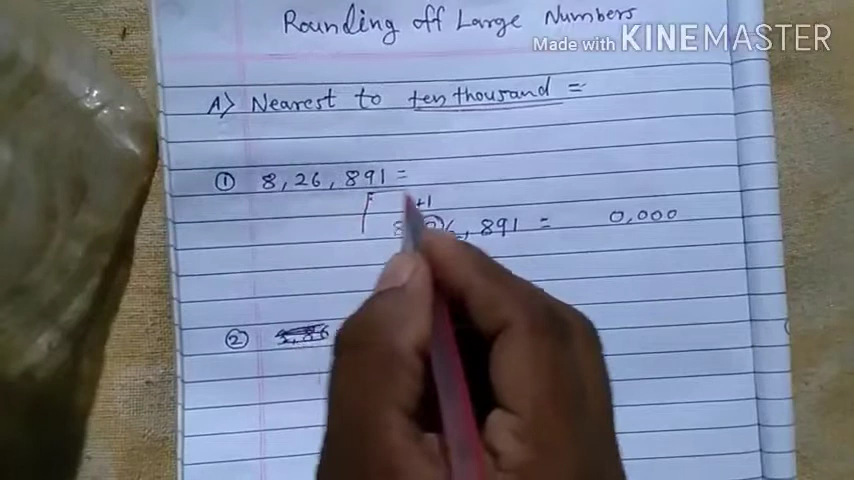 Rounding off Large Numbers
Made with KINEMASTER
A) Nearest to ten thousand =
① 8,26,891=
+1
6,891 = 0,000
②